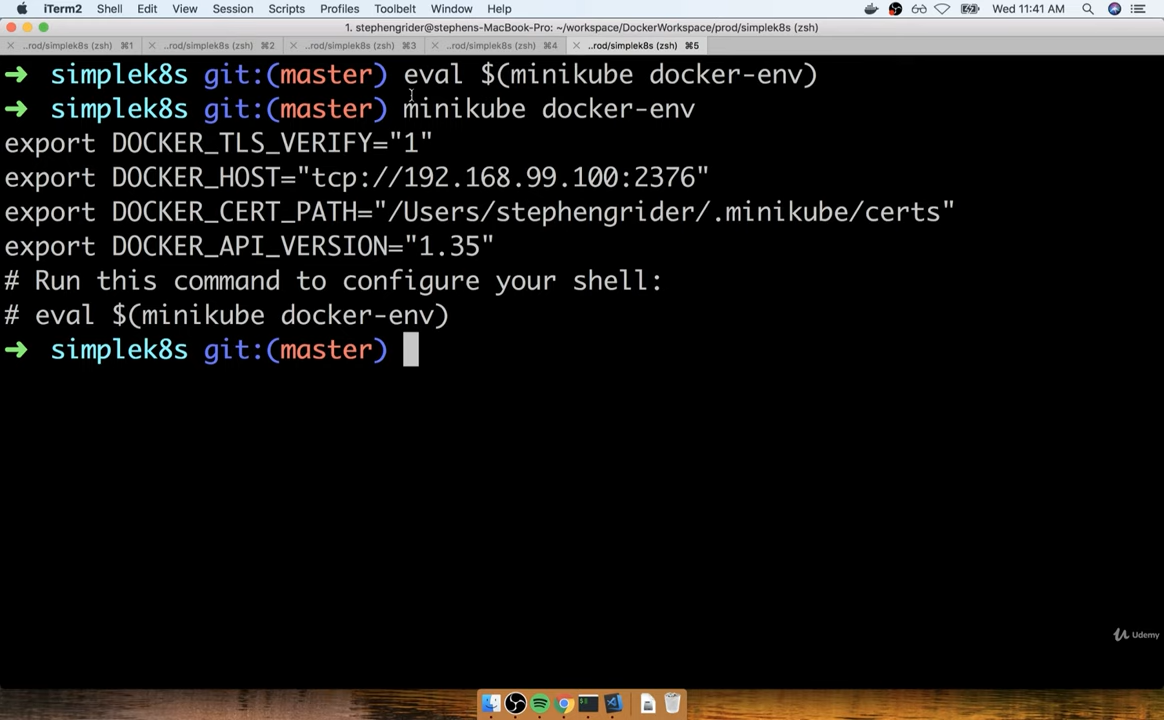 iTerm2 Shell Edit View Session Scripts Profiles Toolbelt Window Help Wed 11:41 AM
1. stephengrider@stephens-MacBook-Pro: ~/workspace/DockerWorkspace/prod/simplek8s (zsh)
..rod/simplek8s (zsh) ⌘1 ..rod/simplek8s (zsh) ⌘2 ..rod/simplek8s (zsh) ⌘3 ..rod/simplek8s (zsh) ⌘4 ..rod/simplek8s (zsh) ⌘5
➜ simplek8s git:(master) eval $(minikube docker-env)
➜ simplek8s git:(master) minikube docker-env
export DOCKER_TLS_VERIFY="1"
export DOCKER_HOST="tcp://192.168.99.100:2376"
export DOCKER_CERT_PATH="/Users/stephengrider/.minikube/certs"
export DOCKER_API_VERSION="1.35"
# Run this command to configure your shell:
# eval $(minikube docker-env)
➜ simplek8s git:(master)
Udemy